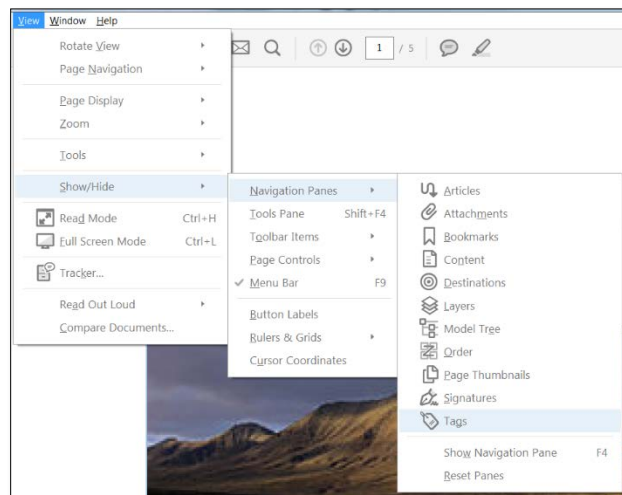 View Window Help
1 / 5
Rotate View
Page Navigation
Page Display
Zoom
Tools
Show/Hide
Read Mode Ctrl+H
Full Screen Mode Ctrl+L
Tracker...
Read Out Loud
Compare Documents...
Navigation Panes
Tools Pane Shift+F4
Toolbar Items
Page Controls
Menu Bar F9
Button Labels
Rulers & Grids
Cursor Coordinates
Articles
Attachments
Bookmarks
Content
Destinations
Layers
Model Tree
Order
Page Thumbnails
Signatures
Tags
Show Navigation Pane F4
Reset Panes